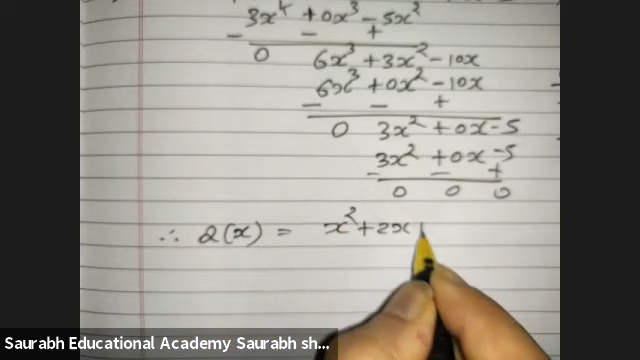 3x⁴ + 0x³ - 5x²
- - +
0 6x³ + 3x² - 10x
6x³ + 0x² - 10x
- - +
0 3x² + 0x - 5
3x² + 0x - 5
- - +
0 0 0
∴ Q(x) = x² + 2x
Saurabh Educational Academy Saurabh sh...